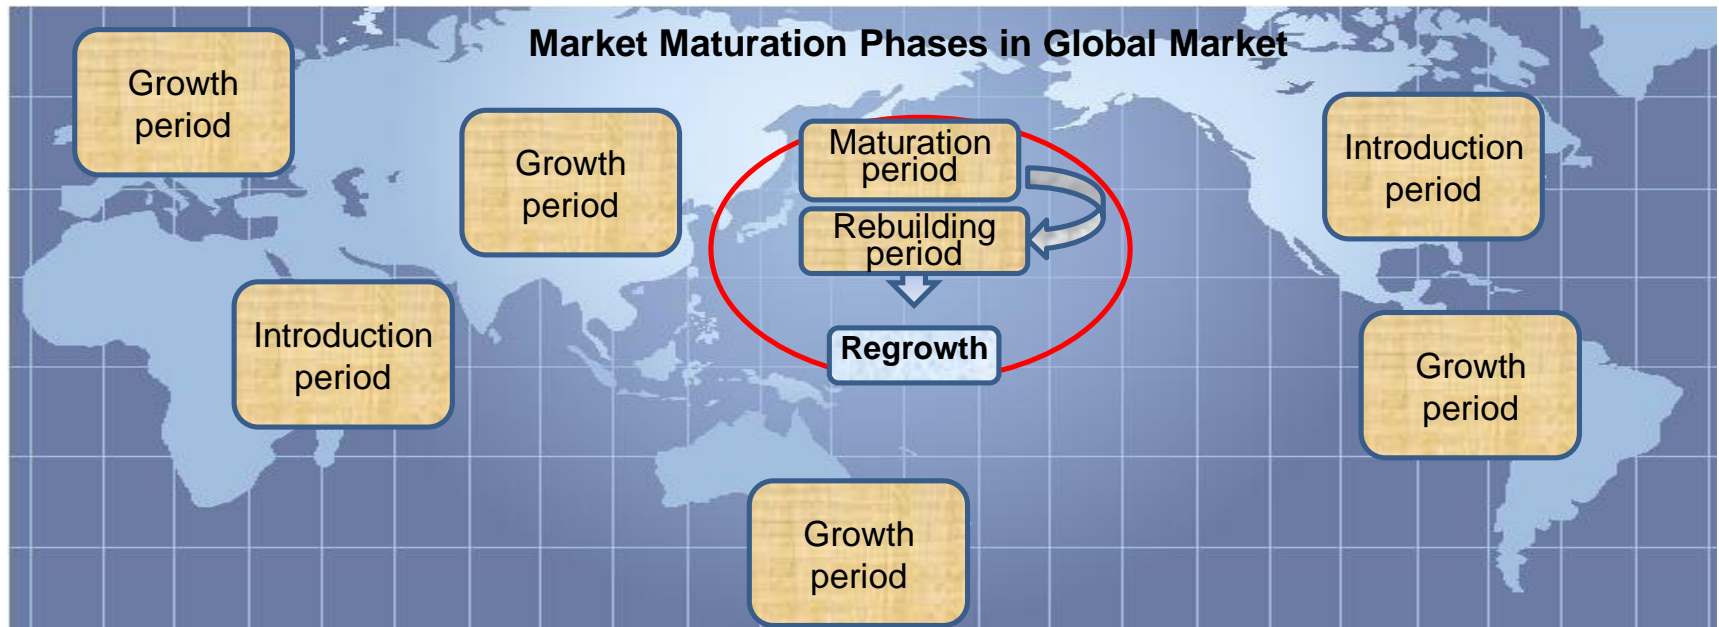 Market Maturation Phases in Global Market
Growth
period
Growth
period
Maturation
period
Rebuilding
period
Regrowth
Introduction
period
Introduction
period
Growth
period
Growth
period